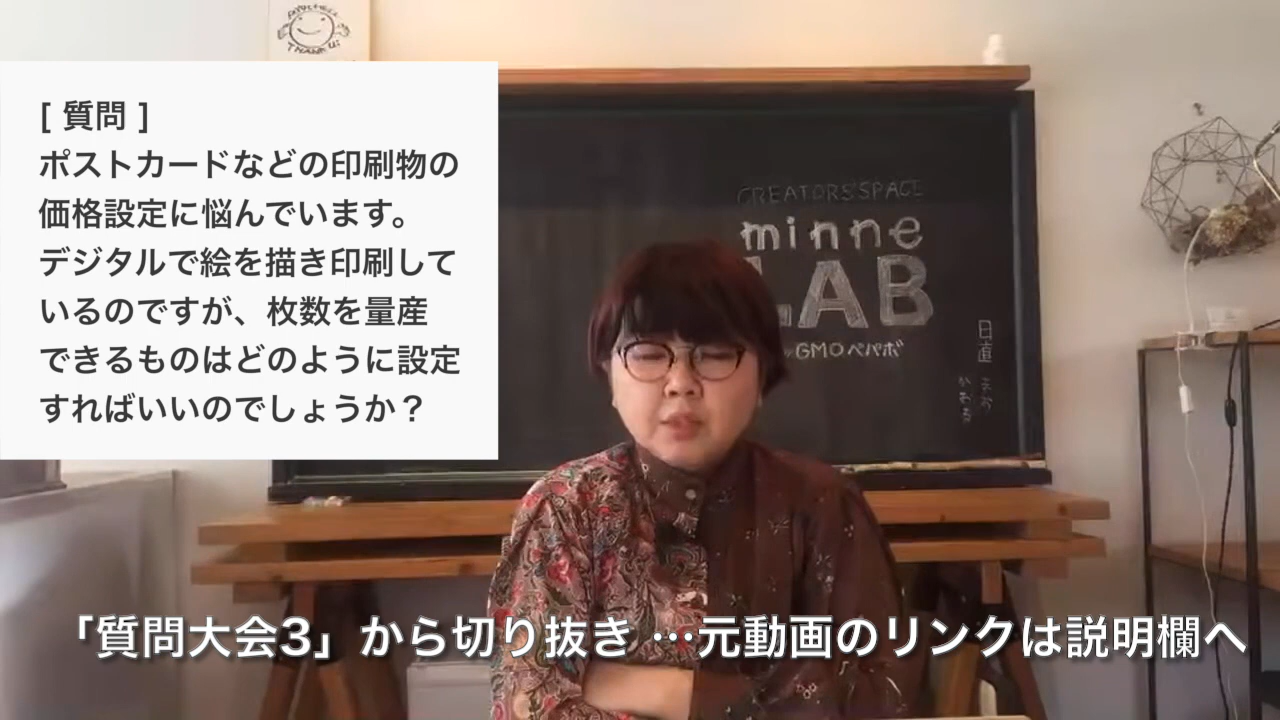 THANK U!
[ 質問 ]
ポストカードなどの印刷物の
価格設定に悩んでいます。
デジタルで絵を描き印刷して
いるのですが、枚数を量産
できるものはどのように設定
すればいいのでしょうか？
CREATORS'SPACE
minne
LAB
GMOペパボ
日直
「質問大会3」から切り抜き …元動画のリンクは説明欄へ